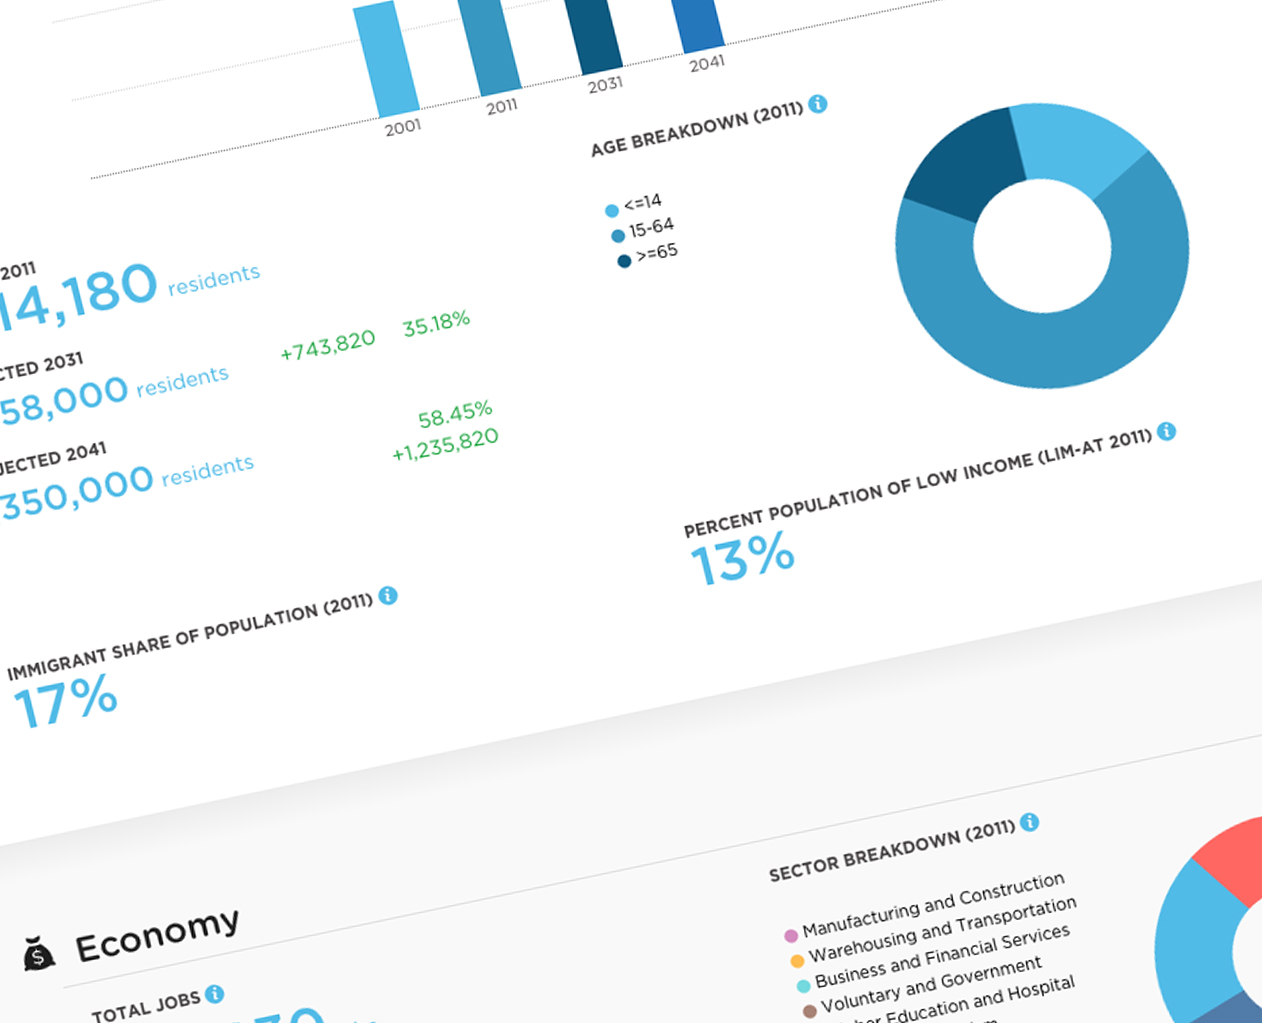 2001
2011
2031
2041
AGE BREAKDOWN (2011)
<=14
15-64
>=65
2011
14,180 residents
CTED 2031
58,000 residents
+743,820 35.18%
JECTED 2041
350,000 residents
58.45%
+1,235,820
PERCENT POPULATION OF LOW INCOME (LIM-AT 2011)
13%
IMMIGRANT SHARE OF POPULATION (2011)
17%
Economy
TOTAL JOBS
SECTOR BREAKDOWN (2011)
Manufacturing and Construction
Warehousing and Transportation
Business and Financial Services
Voluntary and Government
Education and Hospital